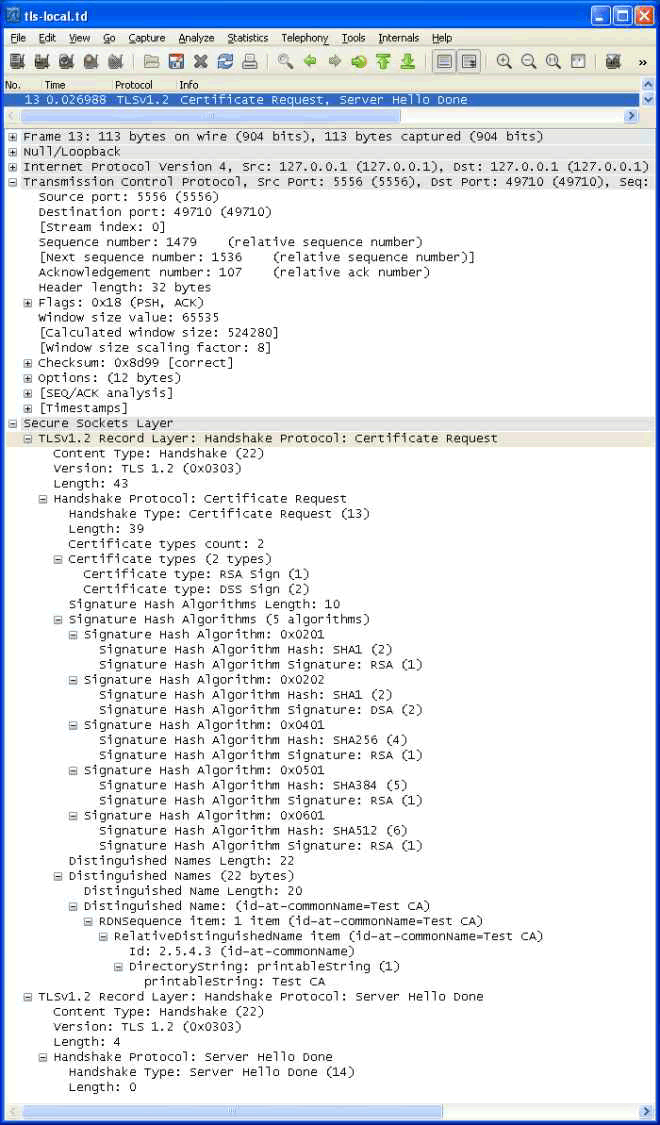 tls-local.td
File Edit View Go Capture Analyze Statistics Telephony Tools Internals Help
No. Time Protocol Info
13 0.026988 TLSv1.2 Certificate Request, Server Hello Done
Frame 13: 113 bytes on wire (904 bits), 113 bytes captured (904 bits)
Null/Loopback
Internet Protocol Version 4, Src: 127.0.0.1 (127.0.0.1), Dst: 127.0.0.1 (127.0.0.1)
Transmission Control Protocol, Src Port: 5556 (5556), Dst Port: 49710 (49710), Seq:
Source port: 5556 (5556)
Destination port: 49710 (49710)
[Stream index: 0]
Sequence number: 1479 (relative sequence number)
[Next sequence number: 1536 (relative sequence number)]
Acknowledgement number: 107 (relative ack number)
Header length: 32 bytes
Flags: 0x18 (PSH, ACK)
Window size value: 65535
[Calculated window size: 524280]
[Window size scaling factor: 8]
Checksum: 0x8d99 [correct]
Options: (12 bytes)
[SEQ/ACK analysis]
[Timestamps]
Secure Sockets Layer
TLSv1.2 Record Layer: Handshake Protocol: Certificate Request
Content Type: Handshake (22)
Version: TLS 1.2 (0x0303)
Length: 43
Handshake Protocol: Certificate Request
Handshake Type: Certificate Request (13)
Length: 39
Certificate types count: 2
Certificate types (2 types)
Certificate type: RSA Sign (1)
Certificate type: DSS Sign (2)
Signature Hash Algorithms Length: 10
Signature Hash Algorithms (5 algorithms)
Signature Hash Algorithm: 0x0201
Signature Hash Algorithm Hash: SHA1 (2)
Signature Hash Algorithm Signature: RSA (1)
Signature Hash Algorithm: 0x0202
Signature Hash Algorithm Hash: SHA1 (2)
Signature Hash Algorithm Signature: DSA (2)
Signature Hash Algorithm: 0x0401
Signature Hash Algorithm Hash: SHA256 (4)
Signature Hash Algorithm Signature: RSA (1)
Signature Hash Algorithm: 0x0501
Signature Hash Algorithm Hash: SHA384 (5)
Signature Hash Algorithm Signature: RSA (1)
Signature Hash Algorithm: 0x0601
Signature Hash Algorithm Hash: SHA512 (6)
Signature Hash Algorithm Signature: RSA (1)
Distinguished Names Length: 22
Distinguished Names (22 bytes)
Distinguished Name Length: 20
Distinguished Name: (id-at-commonName=Test CA)
RDNSequence item: 1 item (id-at-commonName=Test CA)
RelativeDistinguishedName item (id-at-commonName=Test CA)
Id: 2.5.4.3 (id-at-commonName)
DirectoryString: printableString (1)
printableString: Test CA
TLSv1.2 Record Layer: Handshake Protocol: Server Hello Done
Content Type: Handshake (22)
Version: TLS 1.2 (0x0303)
Length: 4
Handshake Protocol: Server Hello Done
Handshake Type: Server Hello Done (14)
Length: 0